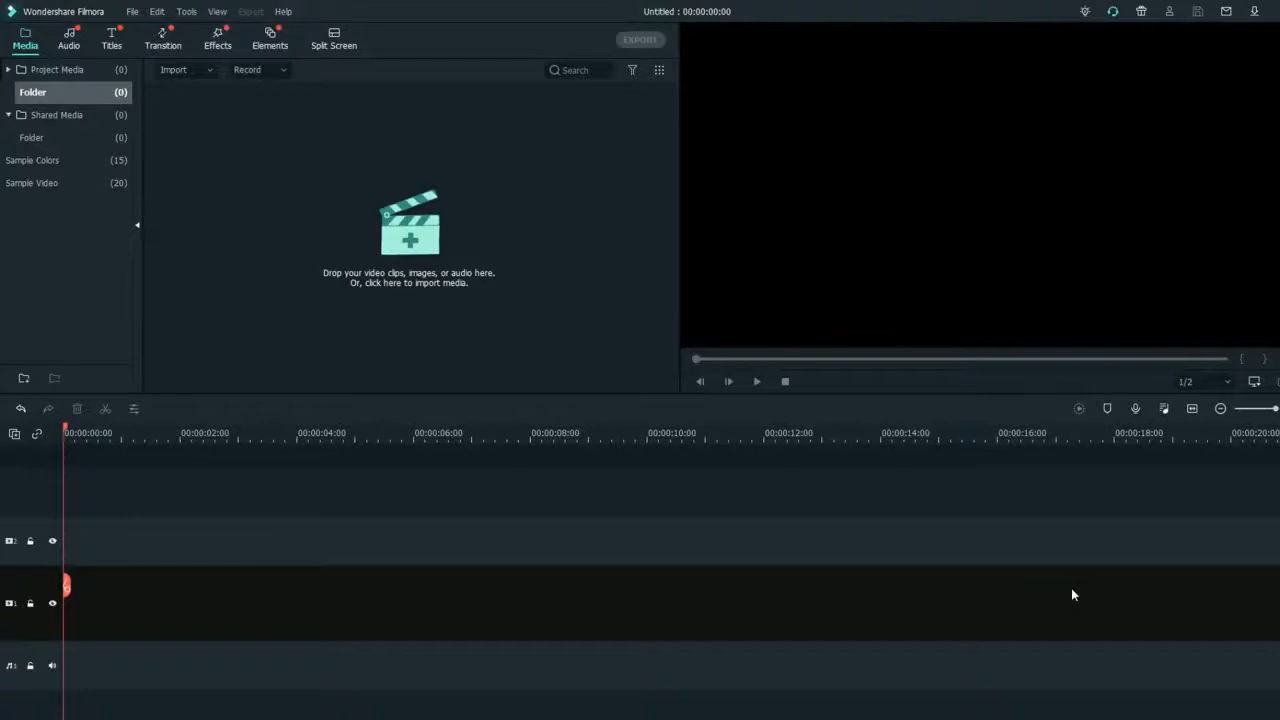 Wondershare Filmora File Edit Tools View Export Help Untitled : 00:00:00:00
Media Audio Titles Transition Effects Elements Split Screen EXPORT
Project Media (0) Import Record Search
Folder (0)
Shared Media (0)
Folder (0)
Sample Colors (15)
Sample Video (20)
Drop your video clips, images, or audio here.
Or, click here to import media.
1/2
00:00:00:00 00:00:02:00 00:00:04:00 00:00:06:00 00:00:08:00 00:00:10:00 00:00:12:00 00:00:14:00 00:00:16:00 00:00:18:00 00:00:20:00
2
1
1